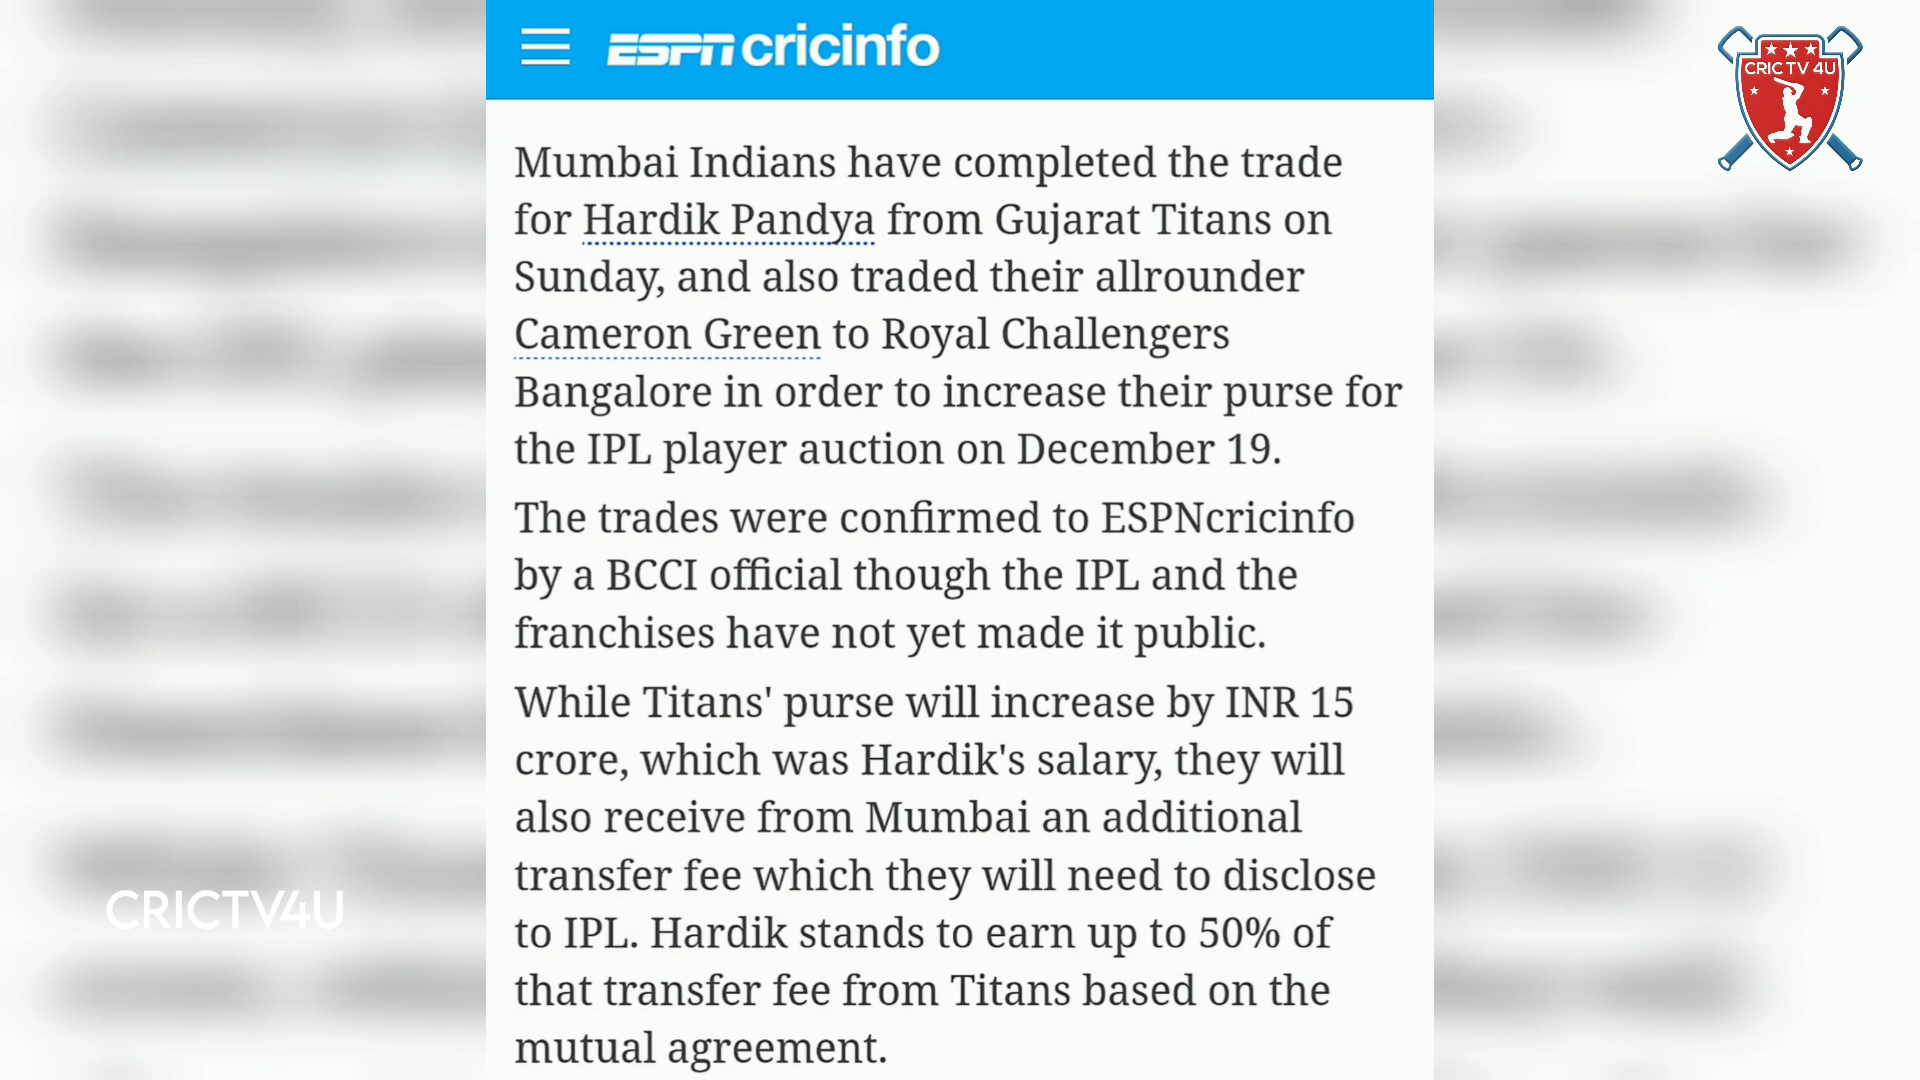 ESPN cricinfo
CRIC TV 4U
Mumbai Indians have completed the trade
for Hardik Pandya from Gujarat Titans on
Sunday, and also traded their allrounder
Cameron Green to Royal Challengers
Bangalore in order to increase their purse for
the IPL player auction on December 19.
The trades were confirmed to ESPNcricinfo
by a BCCI official though the IPL and the
franchises have not yet made it public.
While Titans' purse will increase by INR 15
crore, which was Hardik's salary, they will
also receive from Mumbai an additional
transfer fee which they will need to disclose
to IPL. Hardik stands to earn up to 50% of
that transfer fee from Titans based on the
mutual agreement.
CRICTV4U